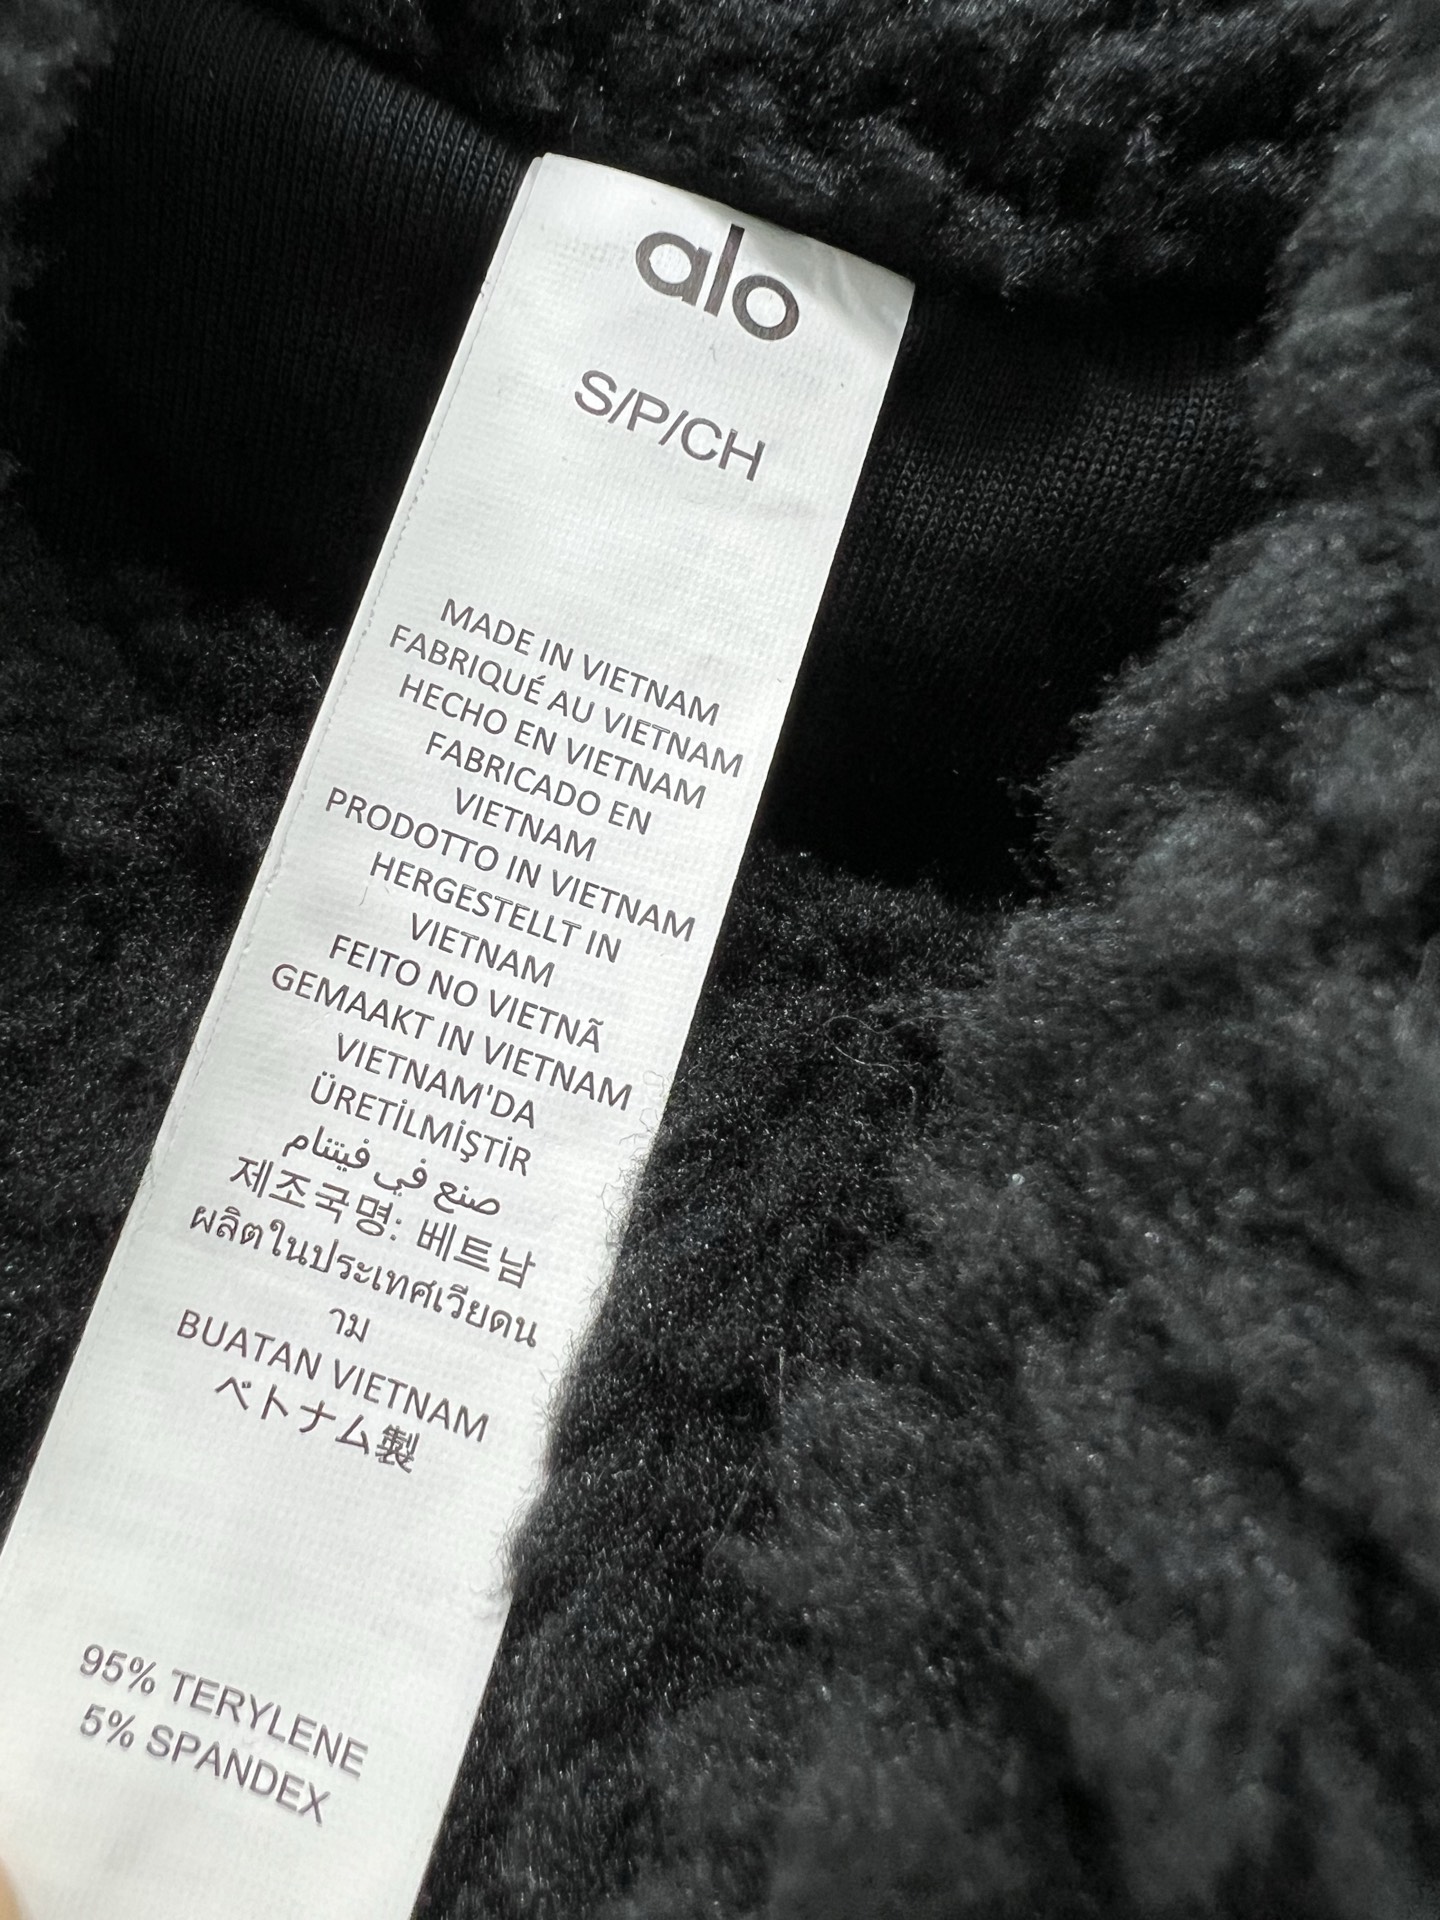 alo
S/P/CH
MADE IN VIETNAM
FABRIQUÉ AU VIETNAM
HECHO EN VIETNAM
FABRICADO EN
VIETNAM
PRODOTTO IN VIETNAM
HERGESTELLT IN
VIETNAM
FEITO NO VIETNÃ
GEMAAKT IN VIETNAM
VIETNAM'DA
ÜRETİLMİŞTİR
صنع في فيتنام
제조국명: 베트남
ผลิตในประเทศเวียดน
าม
BUATAN VIETNAM
ベトナム製
95% TERYLENE
5% SPANDEX